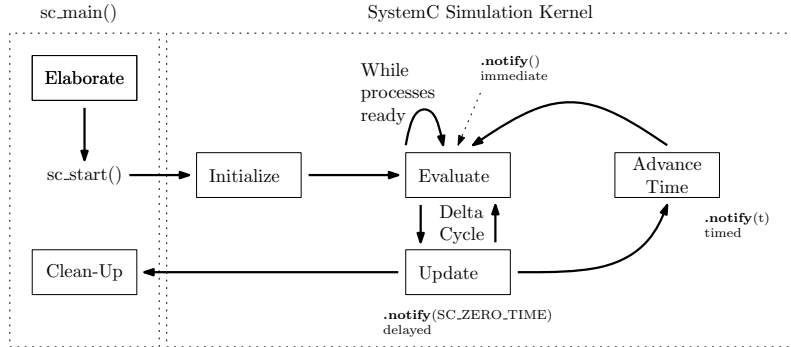 sc_main()
SystemC Simulation Kernel
Elaborate
While
processes
ready
.notify()
immediate
sc_start()
Initialize
Evaluate
Advance
Time
Delta
Cycle
.notify(t)
timed
Clean-Up
Update
.notify(SC_ZERO_TIME)
delayed